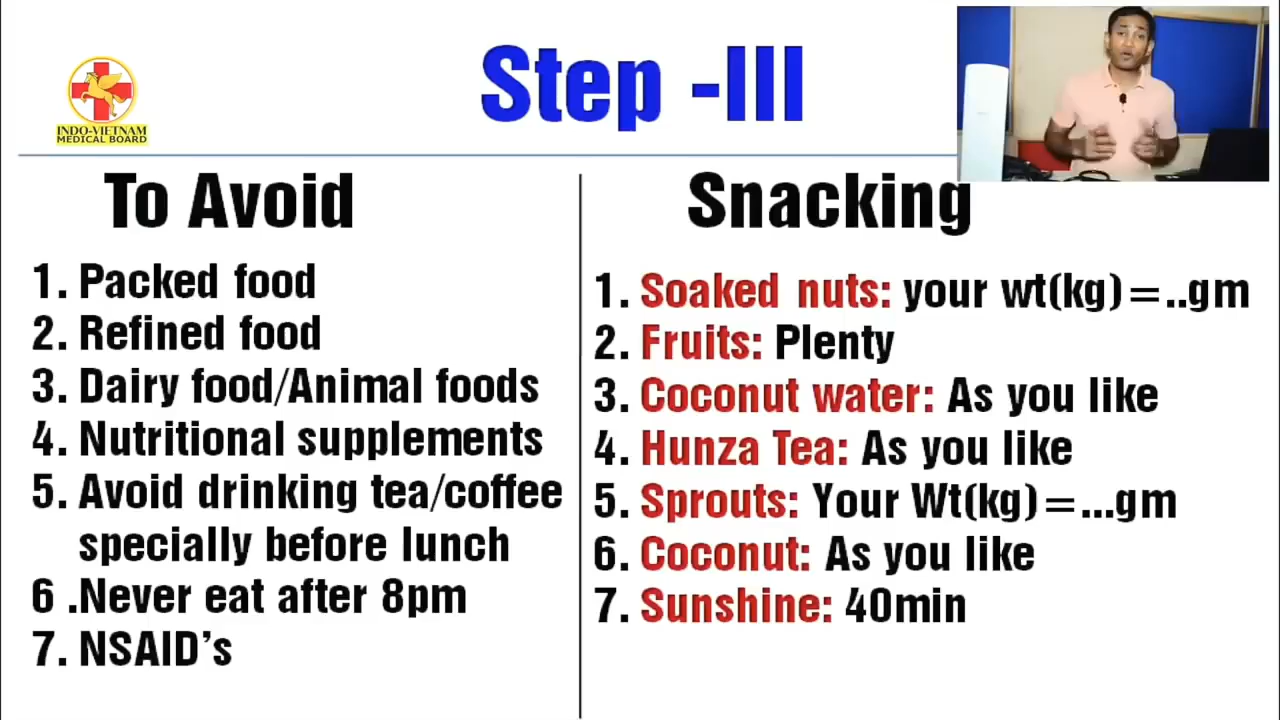 INDO-VIETNAM
MEDICAL BOARD
Step -III
To Avoid
1. Packed food
2. Refined food
3. Dairy food/Animal foods
4. Nutritional supplements
5. Avoid drinking tea/coffee
specially before lunch
6 .Never eat after 8pm
7. NSAID’s
Snacking
1. Soaked nuts: your wt(kg)=..gm
2. Fruits: Plenty
3. Coconut water: As you like
4. Hunza Tea: As you like
5. Sprouts: Your Wt(kg)=...gm
6. Coconut: As you like
7. Sunshine: 40min